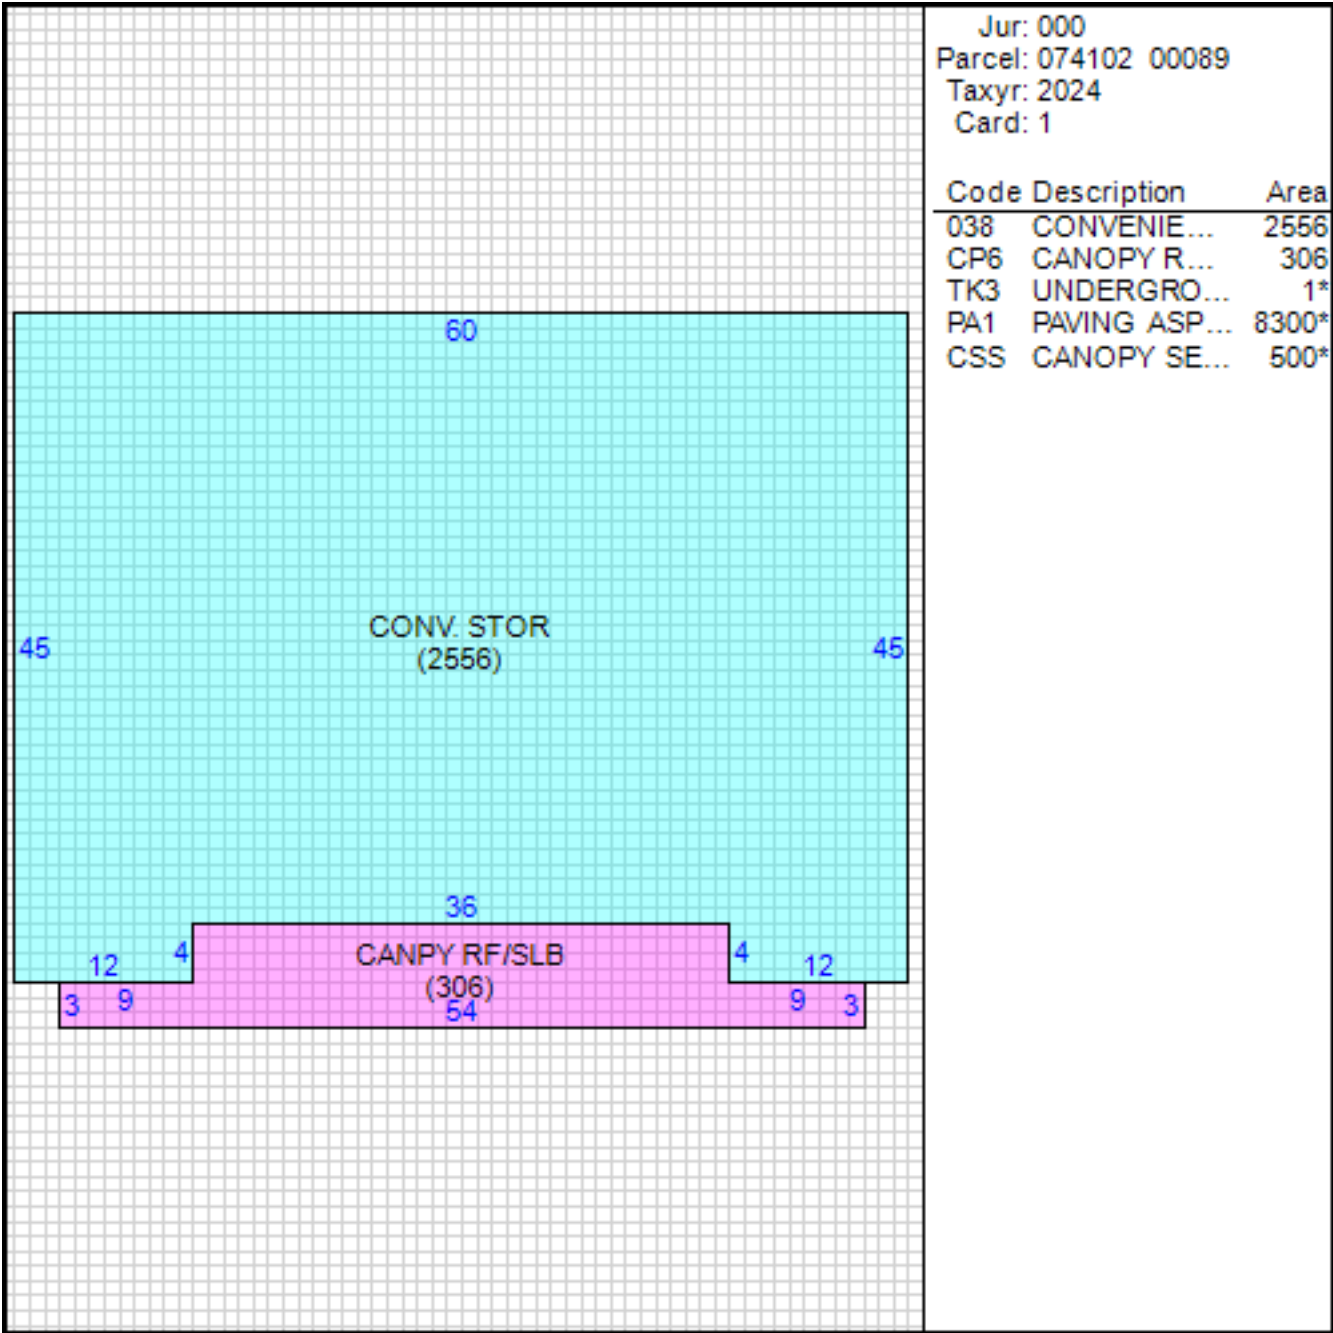 Jur: 000
Parcel: 074102 00089
Taxyr: 2024
Card: 1
Code Description Area
038 CONVENIE... 2556
CP6 CANOPY R... 306
TK3 UNDERGRO... 1*
PA1 PAVING ASP... 8300*
CSS CANOPY SE... 500*
60
CONV. STOR
45 45
(2556)
36
4 CANPY RF/SLB 4
12 12
(306)
3 9 54 9 3